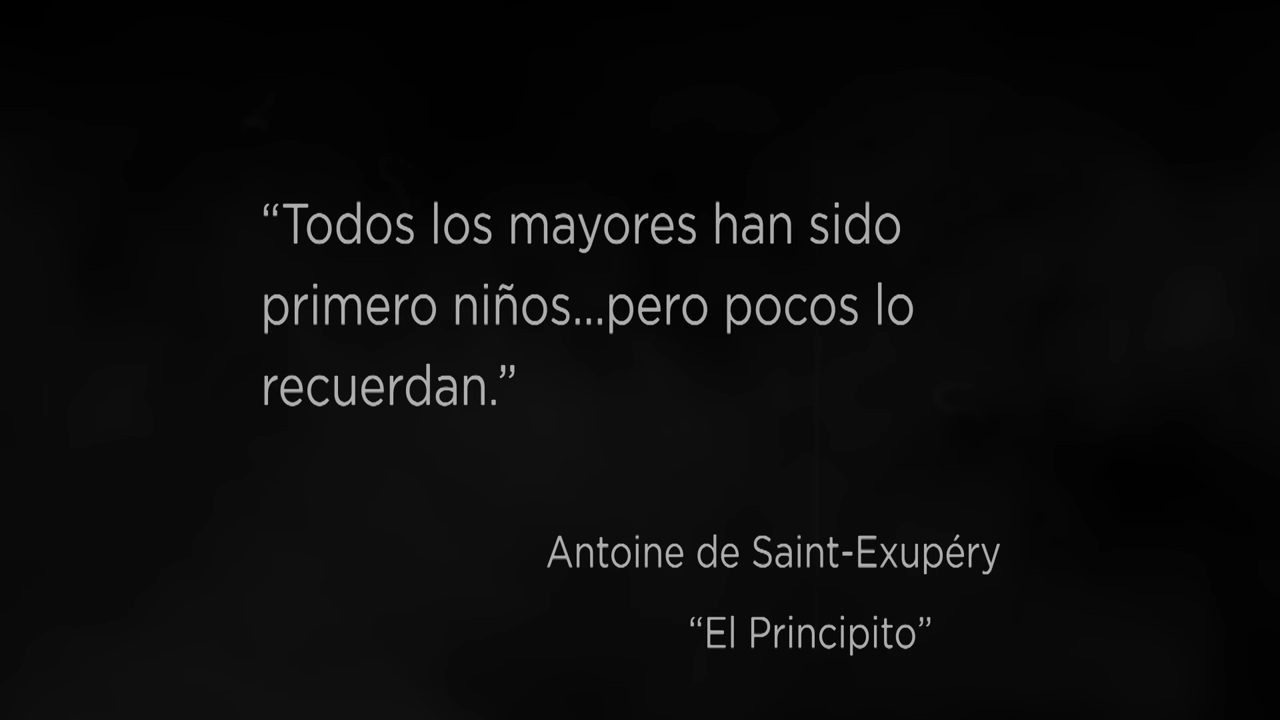 “Todos los mayores han sido
primero niños...pero pocos lo
recuerdan.”
Antoine de Saint-Exupéry
“El Principito”